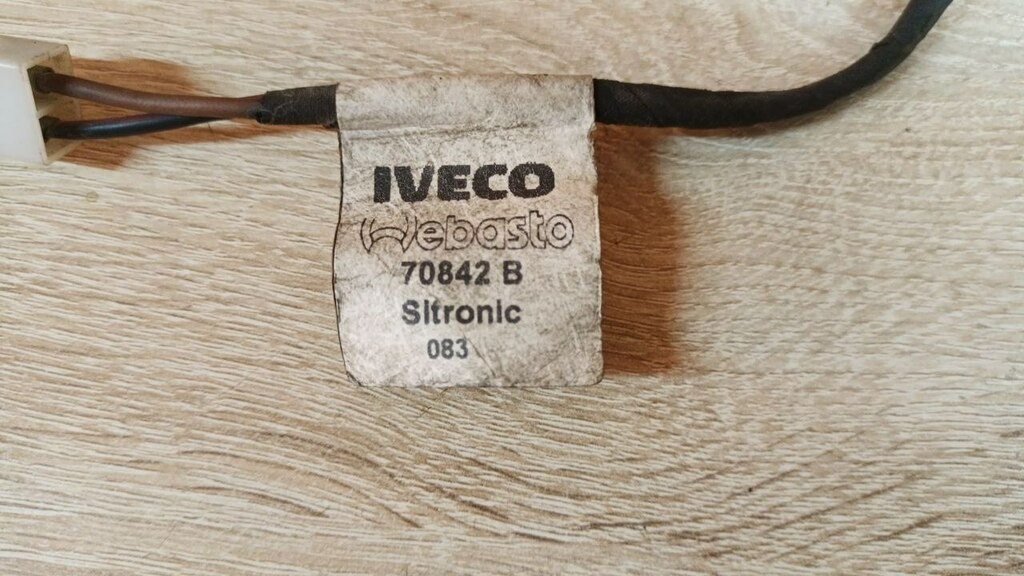 IVECO
Webasto
70842 B
Sitronic
083